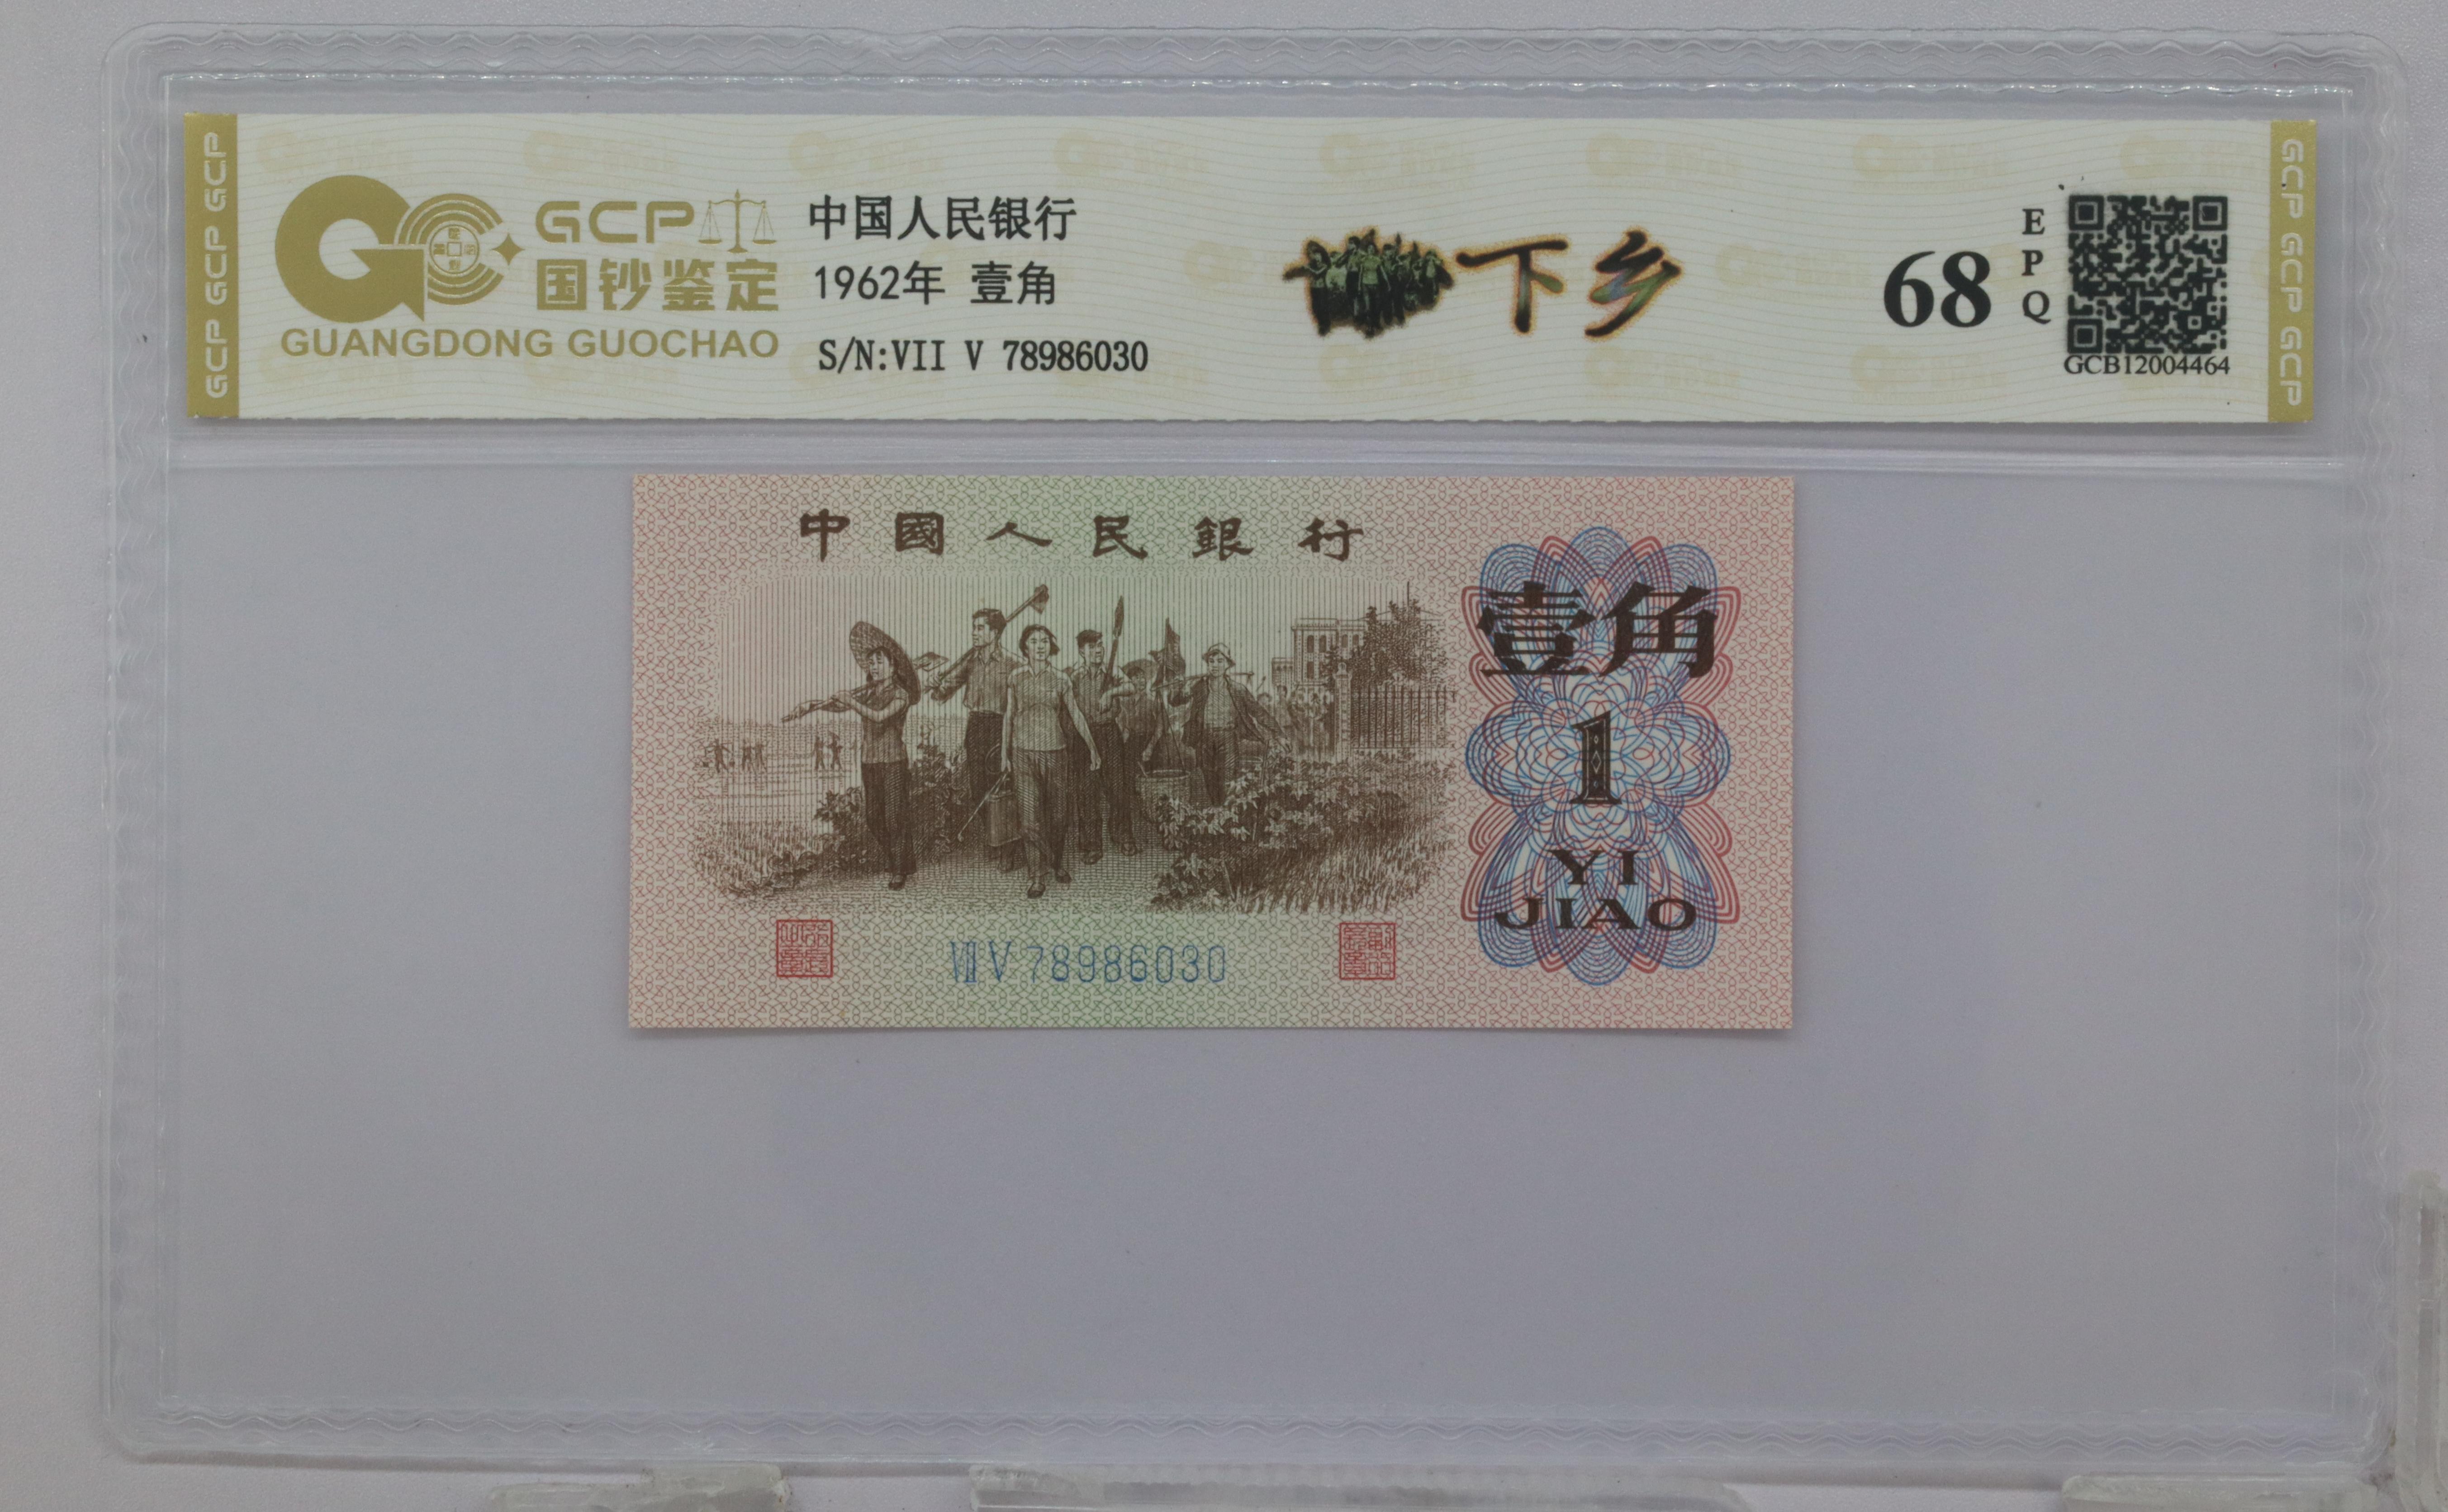 GCP GCP GCP
GCP
国钞鉴定
GUANGDONG GUOCHAO
中国人民银行
1962年 壹角
S/N:VII V 78986030
下乡
68
EPQ
GCB12004464
GCP GCP GCP
中國人民銀行
壹角
1
YI
JIAO
VII V 78986030